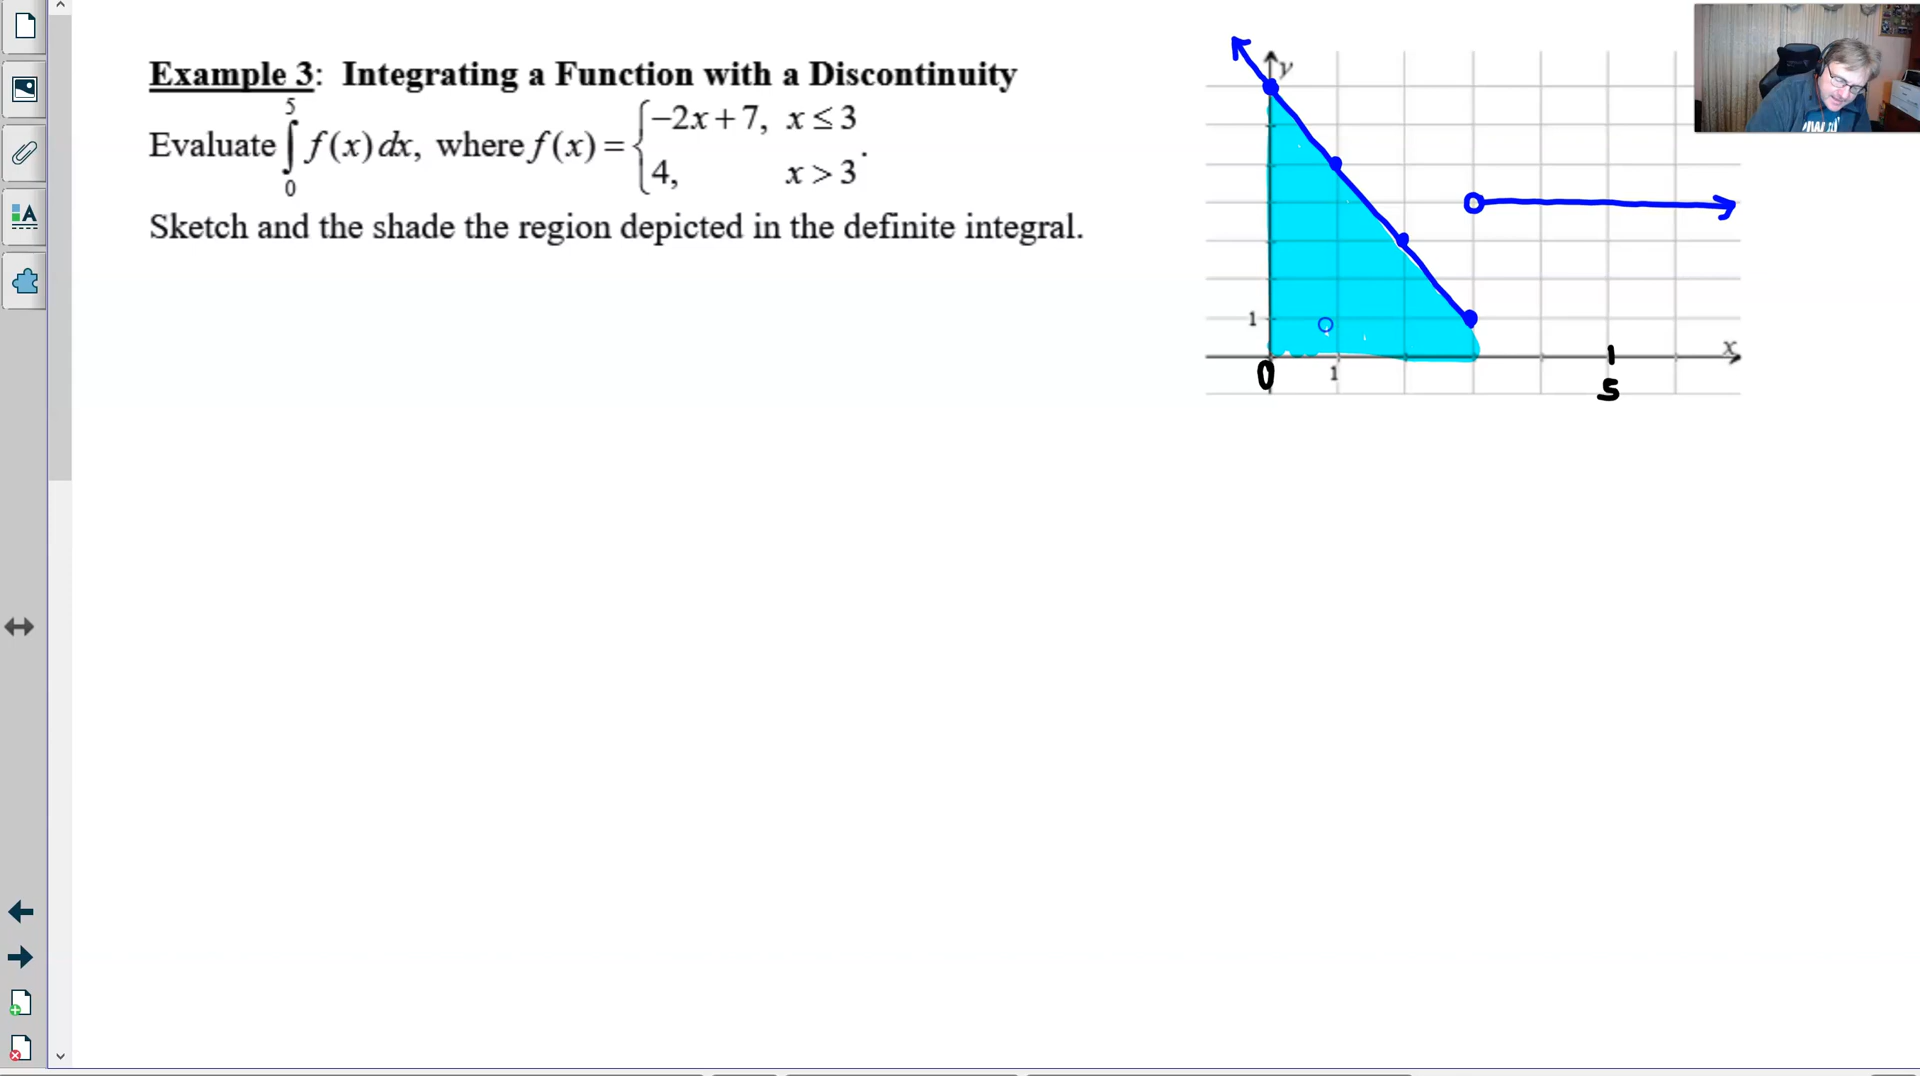 Example 3: Integrating a Function with a Discontinuity
Evaluate ∫₀⁵ f(x) dx, where f(x) = { −2x + 7, x ≤ 3
4, x > 3 .
Sketch and the shade the region depicted in the definite integral.
y
1
x
0
1
5
A